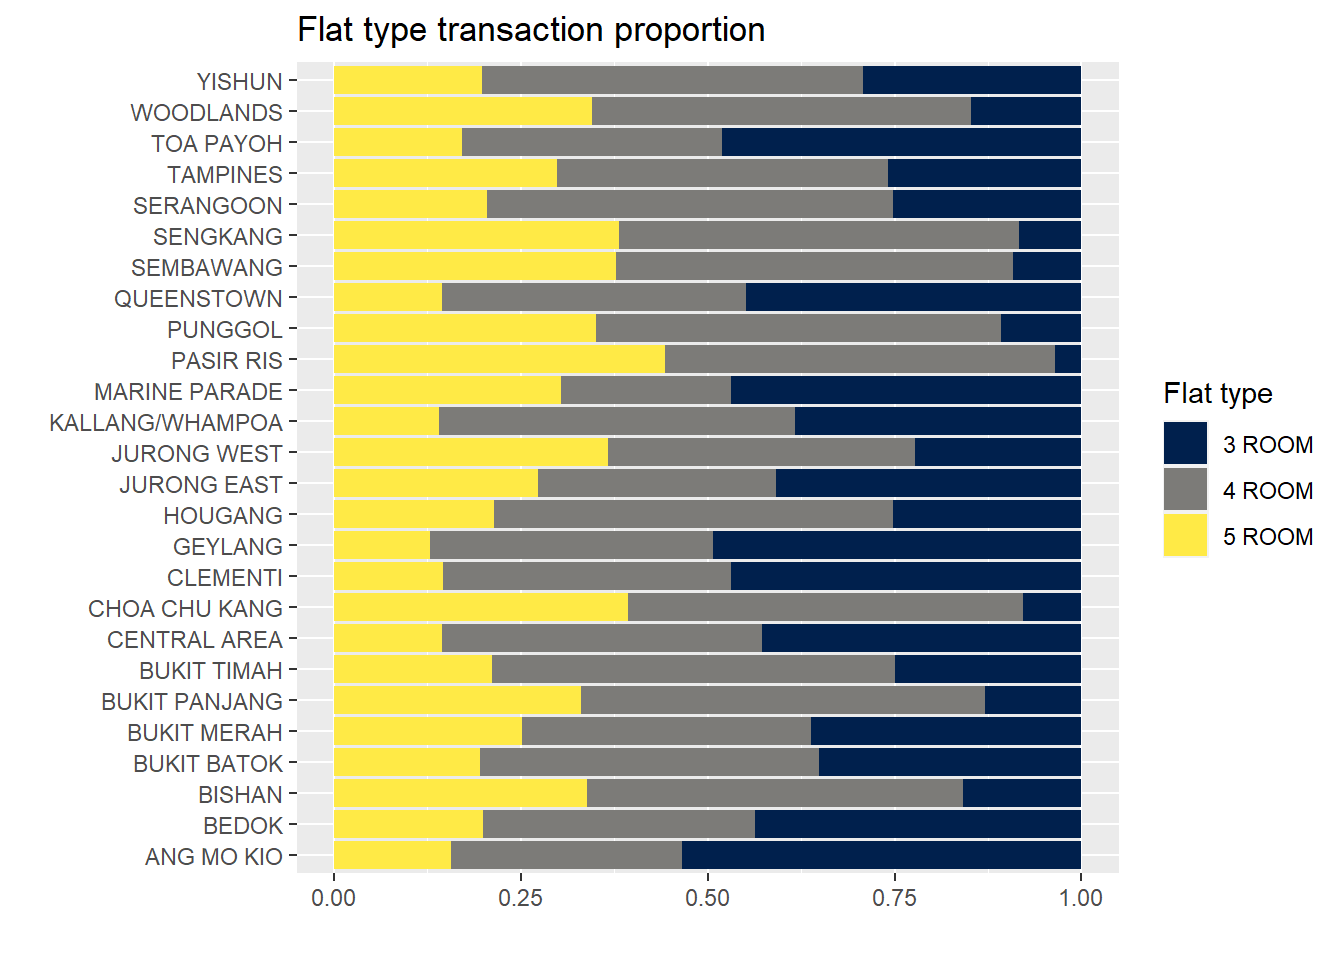 Flat type transaction proportion
YISHUN
WOODLANDS
TOA PAYOH
TAMPINES
SERANGOON
SENGKANG
SEMBAWANG
QUEENSTOWN
PUNGGOL
PASIR RIS
MARINE PARADE
KALLANG/WHAMPOA
JURONG WEST
JURONG EAST
HOUGANG
GEYLANG
CLEMENTI
CHOA CHU KANG
CENTRAL AREA
BUKIT TIMAH
BUKIT PANJANG
BUKIT MERAH
BUKIT BATOK
BISHAN
BEDOK
ANG MO KIO
0.00 0.25 0.50 0.75 1.00
Flat type
3 ROOM
4 ROOM
5 ROOM